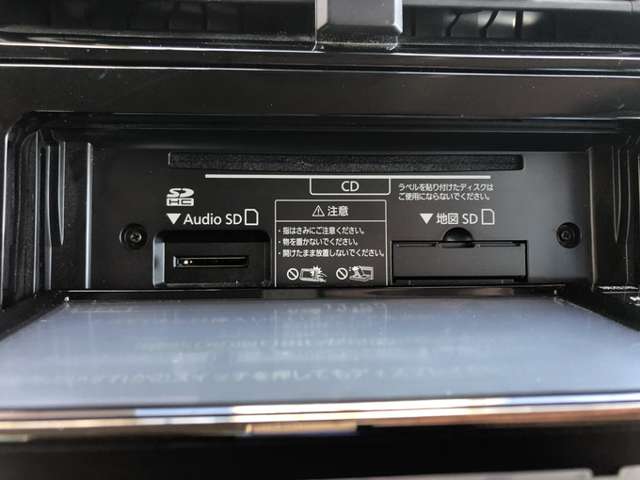 CD
ラベルを貼り付けたディスクは
ご使用にならないでください。
SD
HC
▼Audio SD
⚠注意
・指はさみにご注意ください。
・物を置かないでください。
・開けたまま放置しないでください。
▼地図 SD